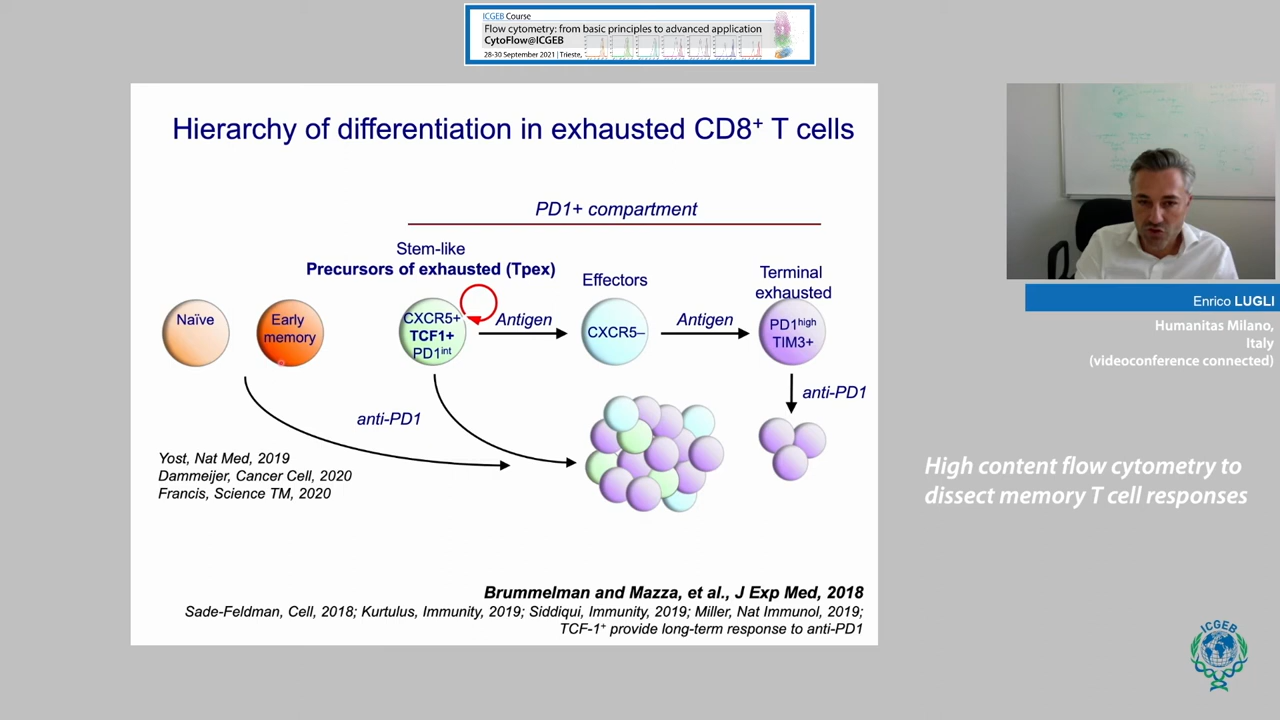 ICGEB Course
Flow cytometry: from basic principles to advanced application
CytoFlow@ICGEB
28-30 September 2021 | Trieste,
Hierarchy of differentiation in exhausted CD8+ T cells
PD1+ compartment
Stem-like
Precursors of exhausted (Tpex)
Effectors
Terminal
exhausted
Naïve
Early
memory
CXCR5+
TCF1+
PD1int
Antigen
CXCR5–
Antigen
PD1high
TIM3+
anti-PD1
anti-PD1
Yost, Nat Med, 2019
Dammeijer, Cancer Cell, 2020
Francis, Science TM, 2020
Brummelman and Mazza, et al., J Exp Med, 2018
Sade-Feldman, Cell, 2018; Kurtulus, Immunity, 2019; Siddiqui, Immunity, 2019; Miller, Nat Immunol, 2019;
TCF-1+ provide long-term response to anti-PD1
Enrico LUGLI
Humanitas Milano,
Italy
(videoconference connected)
High content flow cytometry to
dissect memory T cell responses
ICGEB